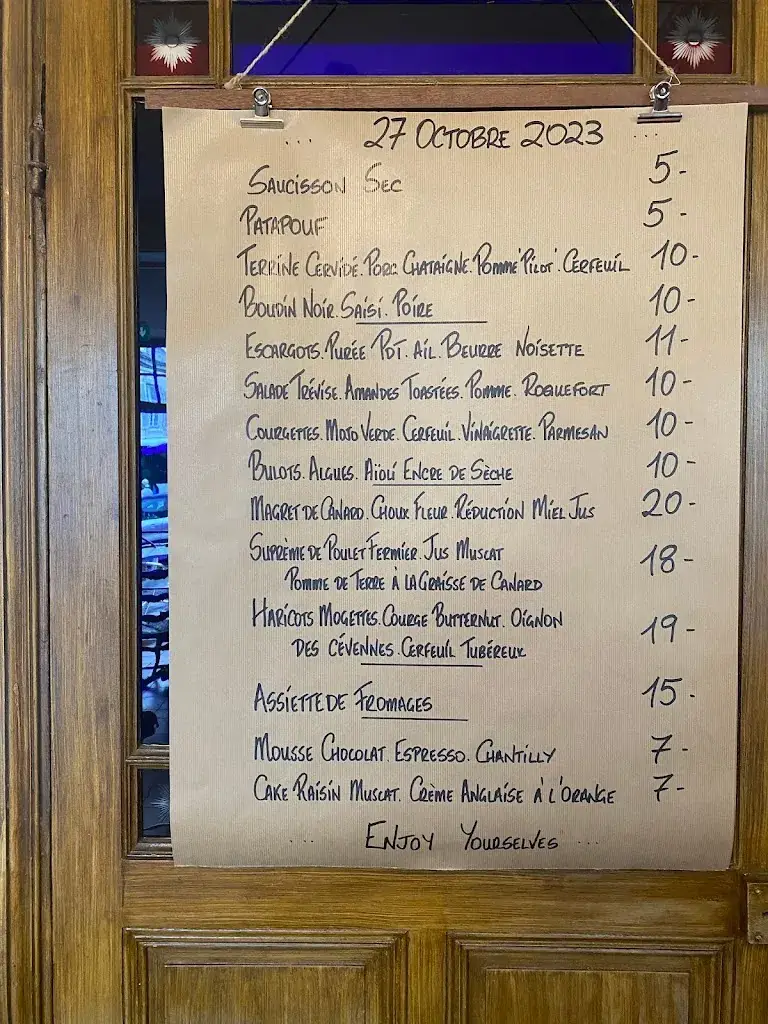 ... 27 OCTOBRE 2023 ...
SAUCISSON SEC 5-
PATAPOUF 5-
TERRINE CERVIDÉ. PORC CHATAIGNE. POMME 'PILOT'. CERFEUIL 10-
BOUDIN NOIR. SAISI. POIRE 10-
ESCARGOTS. PURÉE PDT. AIL. BEURRE NOISETTE 11-
SALADE TRÉVISE. AMANDES TOASTÉES. POMME. ROQUEFORT 10-
COURGETTES. MOJO VERDE. CERFEUIL. VINAIGRETTE. PARMESAN 10-
BULOTS. ALGUES. AÏOLI ENCRE DE SÈCHE 10-
MAGRET DE CANARD. CHOUX FLEUR. RÉDUCTION MIEL JUS 20-
SUPRÈME DE POULET FERMIER. JUS MUSCAT 18-
POMME DE TERRE À LA GRAISSE DE CANARD
HARICOTS MOGETTES. COURGE BUTTERNUT. OIGNON 19-
DES CÉVENNES. CERFEUIL TUBÉREUX
ASSIETTE DE FROMAGES 15-
MOUSSE CHOCOLAT. ESPRESSO. CHANTILLY 7-
CAKE RAISIN MUSCAT. CRÈME ANGLAISE À L'ORANGE 7-
... ENJOY YOURSELVES ...